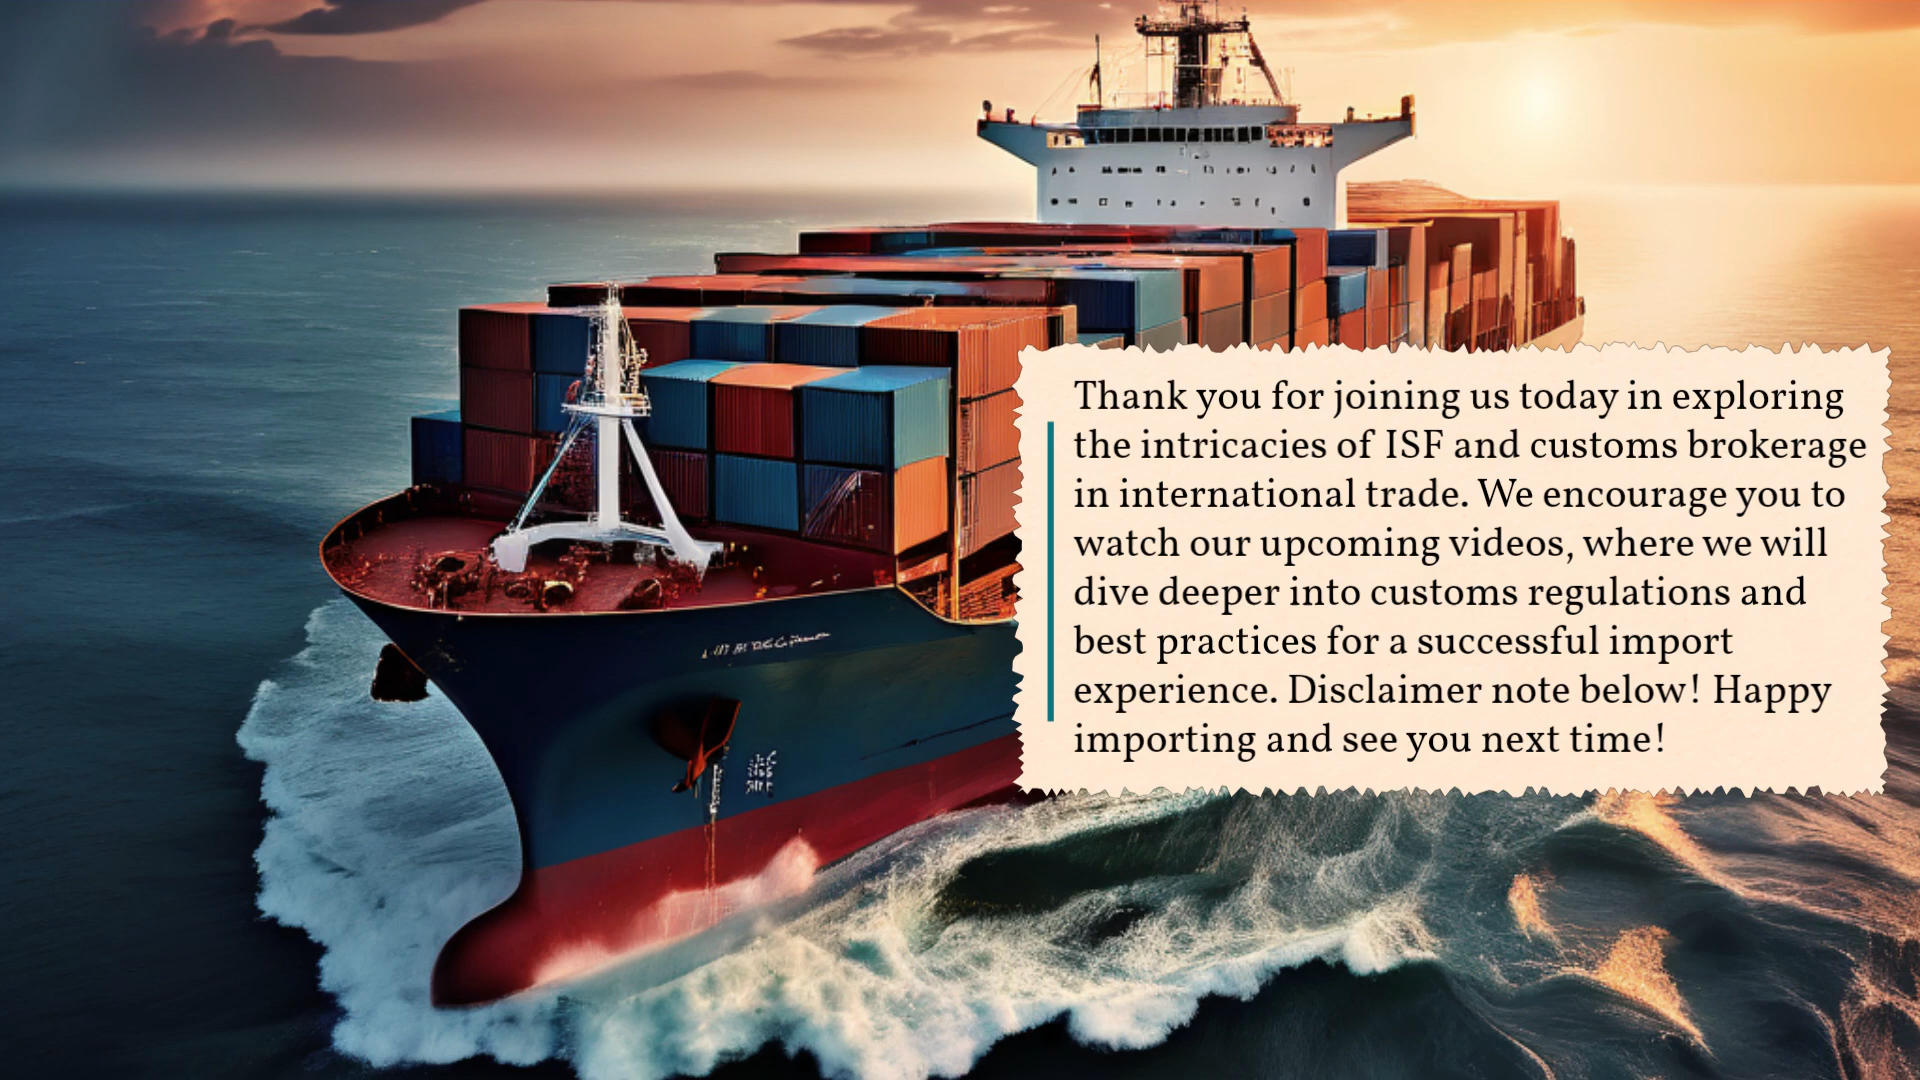 Thank you for joining us today in exploring
the intricacies of ISF and customs brokerage
in international trade. We encourage you to
watch our upcoming videos, where we will
dive deeper into customs regulations and
best practices for a successful import
experience. Disclaimer note below! Happy
importing and see you next time!